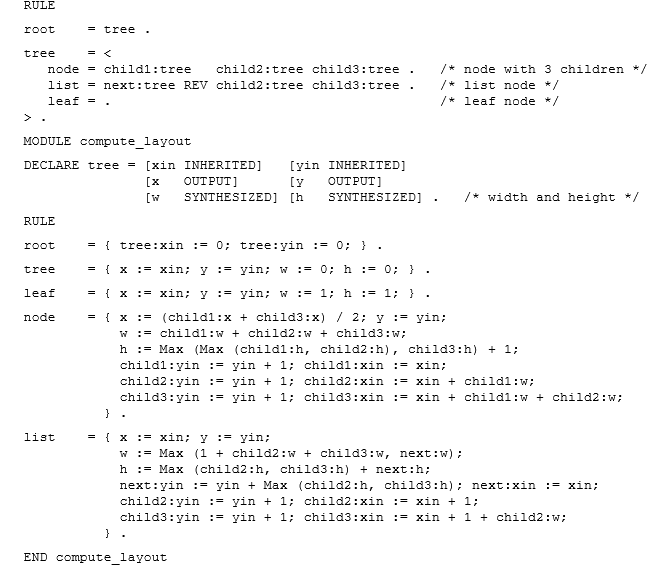 RULE
root    = tree .
tree    = <
   node = child1:tree   child2:tree child3:tree .   /* node with 3 children */
   list = next:tree REV child2:tree child3:tree .   /* list node */
   leaf = .                                         /* leaf node */
> .
MODULE compute_layout
DECLARE tree = [xin INHERITED]   [yin INHERITED]
               [x   OUTPUT]      [y   OUTPUT]
               [w   SYNTHESIZED] [h   SYNTHESIZED] .   /* width and height */
RULE
root    = { tree:xin := 0; tree:yin := 0; } .
tree    = { x := xin; y := yin; w := 0; h := 0; } .
leaf    = { x := xin; y := yin; w := 1; h := 1; } .
node    = { x := (child1:x + child3:x) / 2; y := yin;
            w := child1:w + child2:w + child3:w;
            h := Max (Max (child1:h, child2:h), child3:h) + 1;
            child1:yin := yin + 1; child1:xin := xin;
            child2:yin := yin + 1; child2:xin := xin + child1:w;
            child3:yin := yin + 1; child3:xin := xin + child1:w + child2:w;
          } .
list    = { x := xin; y := yin;
            w := Max (1 + child2:w + child3:w, next:w);
            h := Max (child2:h, child3:h) + next:h;
            next:yin := yin + Max (child2:h, child3:h); next:xin := xin;
            child2:yin := yin + 1; child2:xin := xin + 1;
            child3:yin := yin + 1; child3:xin := xin + 1 + child2:w;
          } .
END compute_layout